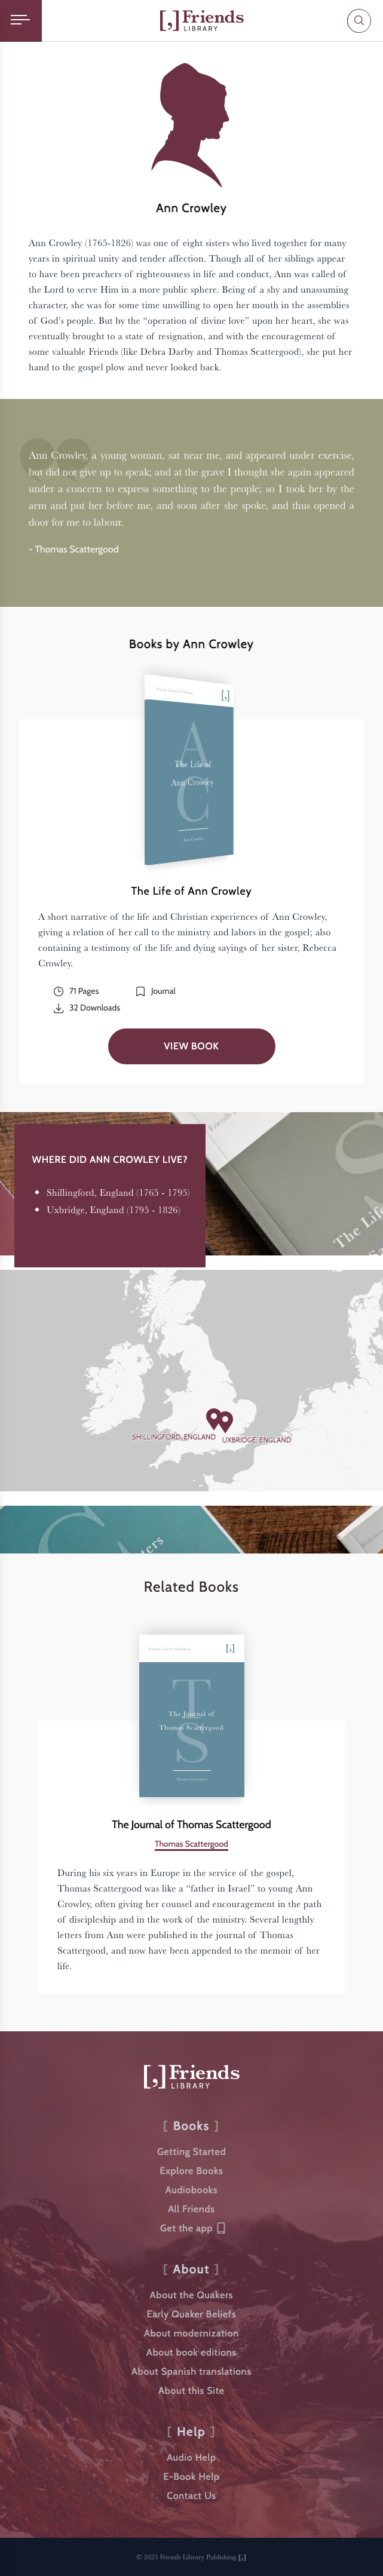 [,] Friends
LIBRARY
Ann Crowley
Ann Crowley (1765-1826) was one of eight sisters who lived together for many
years in spiritual unity and tender affection. Though all of her siblings appear
to have been preachers of righteousness in life and conduct, Ann was called of
the Lord to serve Him in a more public sphere. Being of a shy and unassuming
character, she was for some time unwilling to open her mouth in the assemblies
of God’s people. But by the “operation of divine love” upon her heart, she was
eventually brought to a state of resignation, and with the encouragement of
some valuable Friends (like Debra Darby and Thomas Scattergood), she put her
hand to the gospel plow and never looked back.
Ann Crowley, a young woman, sat near me, and appeared under exercise,
but did not give up to speak; and at the grave I thought she again appeared
under a concern to express something to the people; so I took her by the
arm and put her before me, and soon after she spoke, and thus opened a
door for me to labour.
- Thomas Scattergood
Books by Ann Crowley
Friends Library Publishing
[,]
AC
The Life of
Ann Crowley
Ann Crowley
The Life of Ann Crowley
A short narrative of the life and Christian experiences of Ann Crowley,
giving a relation of her call to the ministry and labors in the gospel; also
containing a testimony of the life and dying sayings of her sister, Rebecca
Crowley.
71 Pages
Journal
32 Downloads
VIEW BOOK
WHERE DID ANN CROWLEY LIVE?
Shillingford, England (1765 - 1795)
Uxbridge, England (1795 - 1826)
The Life
SHILLINGFORD, ENGLAND
UXBRIDGE, ENGLAND
Related Books
Friends Library Publishing
[,]
TS
The Journal of
Thomas Scattergood
Thomas Scattergood
The Journal of Thomas Scattergood
Thomas Scattergood
During his six years in Europe in the service of the gospel,
Thomas Scattergood was like a “father in Israel” to young Ann
Crowley, often giving her counsel and encouragement in the path
of discipleship and in the work of the ministry. Several lengthly
letters from Ann were published in the journal of Thomas
Scattergood, and now have been appended to the memoir of her
life.
[,] Friends
LIBRARY
[ Books ]
Getting Started
Explore Books
Audiobooks
All Friends
Get the app
[ About ]
About the Quakers
Early Quaker Beliefs
About modernization
About book editions
About Spanish translations
About this Site
[ Help ]
Audio Help
E-Book Help
Contact Us
© 2023 Friends Library Publishing [,]